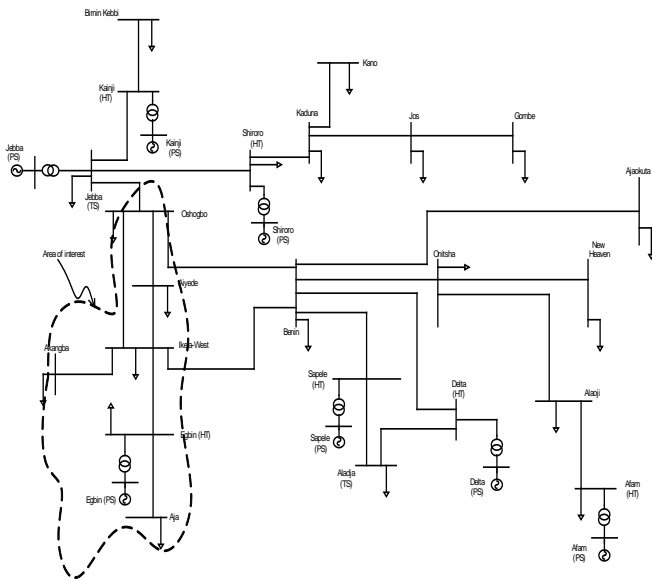 Birnin Kebbi
Kainji
(HT)
Kainji
(PS)
Jebba
(PS)
Jebba
(TS)
Shiroro
(HT)
Shiroro
(PS)
Kano
Kaduna
Jos
Gombe
Ajaokuta
Oshogbo
Area of interest
Aiyede
Onitsha
New
Heaven
Benin
Akangba
Ikeja-West
Sapele
(HT)
Sapele
(PS)
Delta
(HT)
Delta
(PS)
Aladja
(TS)
Alaoji
Egbin (HT)
Egbin (PS)
Aja
Afam
(HT)
Afam
(PS)